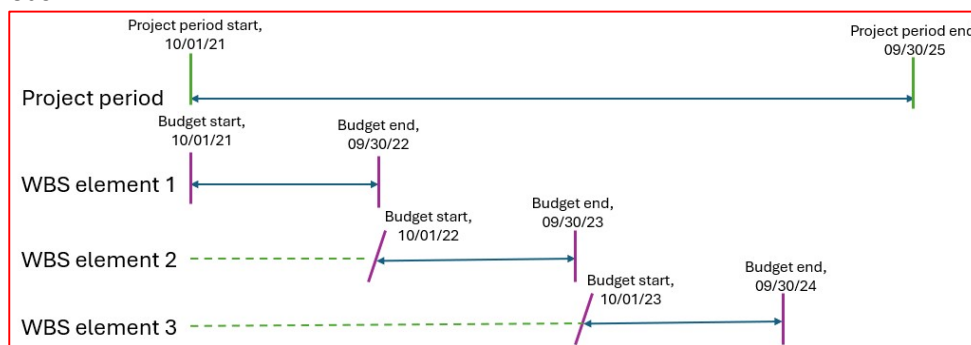 Project period start,
10/01/21
Project period end
09/30/25
Project period
Budget start,
10/01/21
Budget end,
09/30/22
WBS element 1
Budget start,
10/01/22
Budget end,
09/30/23
WBS element 2
Budget start,
10/01/23
Budget end,
09/30/24
WBS element 3